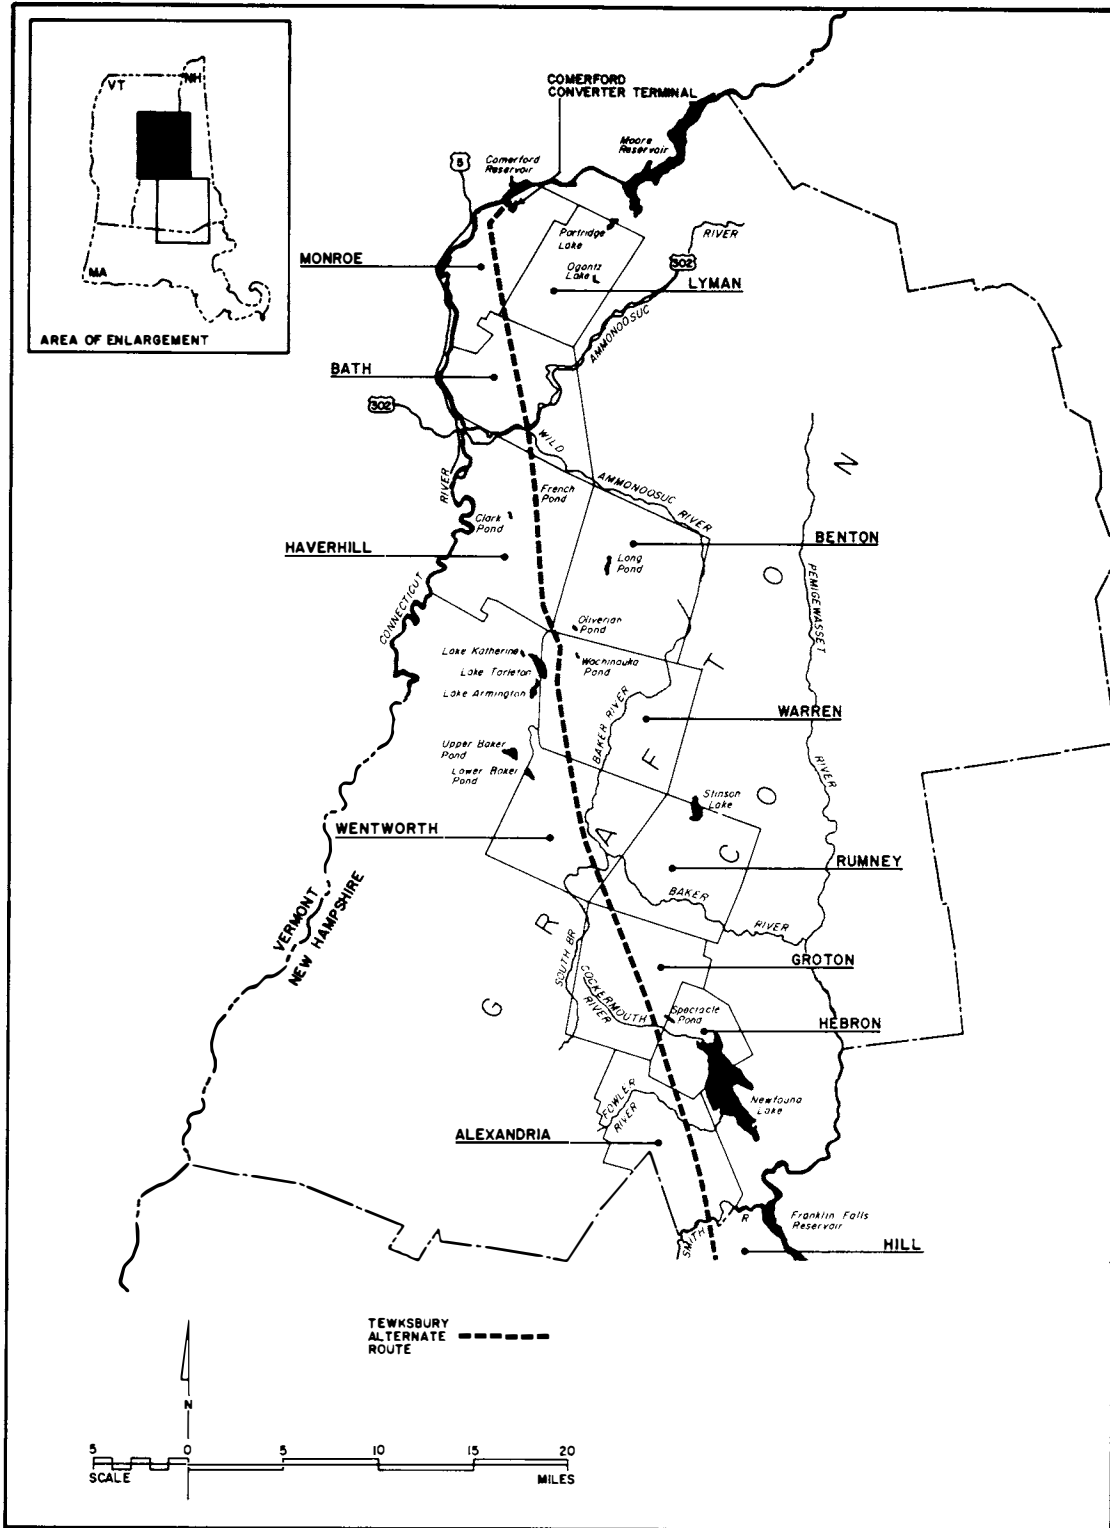 VT
NH
MA
AREA OF ENLARGEMENT
COMERFORD
CONVERTER TERMINAL
Moore
Reservoir
5
Comerford
Reservoir
Partridge
Lake
RIVER
302
MONROE
Ogontz
Lake
LYMAN
AMMONOOSUC
BATH
302
WILD
AMMONOOSUC
RIVER
RIVER
French
Pond
Clark
Pond
N
HAVERHILL
BENTON
Long
Pond
O
PEMIGEWASSET
CONNECTICUT
Oliverian
Pond
Lake Katherine
Wachinauka
Pond
T
Lake Tarleton
Lake Armington
WARREN
BAKER RIVER
Upper Baker
Pond
Lower Baker
Pond
F
RIVER
Stinson
Lake
O
WENTWORTH
A
C
RUMNEY
BAKER
RIVER
VERMONT
NEW HAMPSHIRE
R
SOUTH BR
GROTON
COCKERMOUTH
RIVER
G
Spectacle
Pond
HEBRON
Newfound
Lake
FOWLER
RIVER
ALEXANDRIA
SMITH
R
Franklin Falls
Reservoir
HILL
TEWKSBURY
ALTERNATE
ROUTE
N
5 0 5 10 15 20
SCALE MILES